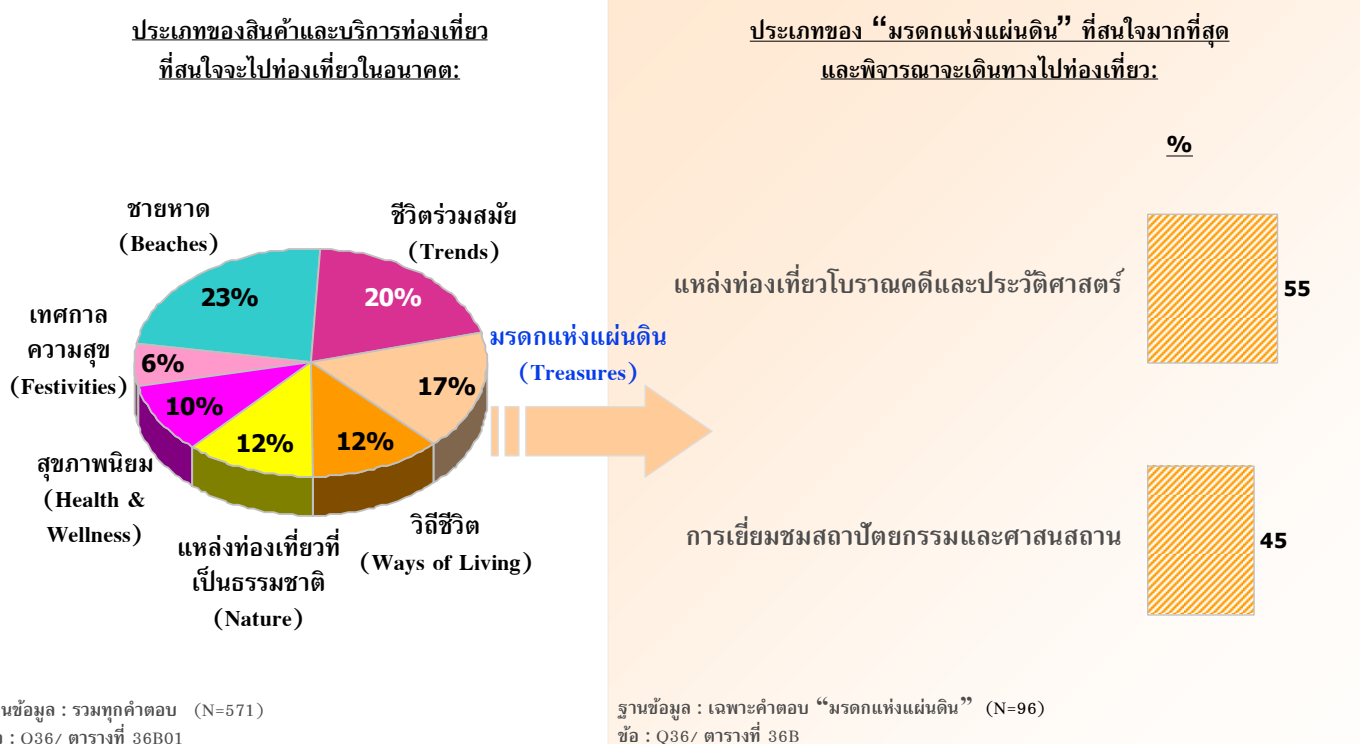 ประเภทของสินค้าและบริการท่องเที่ยว
ที่สนใจจะไปท่องเที่ยวในอนาคต:
ชายหาด
(Beaches)
ชีวิตร่วมสมัย
(Trends)
23%
20%
เทศกาล
ความสุข
(Festivities)
6%
มรดกแห่งแผ่นดิน
(Treasures)
17%
10%
12%
12%
สุขภาพนิยม
(Health &
Wellness)
แหล่งท่องเที่ยวที่
เป็นธรรมชาติ
(Nature)
วิถีชีวิต
(Ways of Living)
นข้อมูล : รวมทุกคำตอบ (N=571)
: Q36/ ตารางที่ 36B01
ประเภทของ “มรดกแห่งแผ่นดิน” ที่สนใจมากที่สุด
และพิจารณาจะเดินทางไปท่องเที่ยว:
%
แหล่งท่องเที่ยวโบราณคดีและประวัติศาสตร์ 55
การเยี่ยมชมสถาปัตยกรรมและศาสนสถาน 45
ฐานข้อมูล : เฉพาะคำตอบ “มรดกแห่งแผ่นดิน” (N=96)
ข้อ : Q36/ ตารางที่ 36B